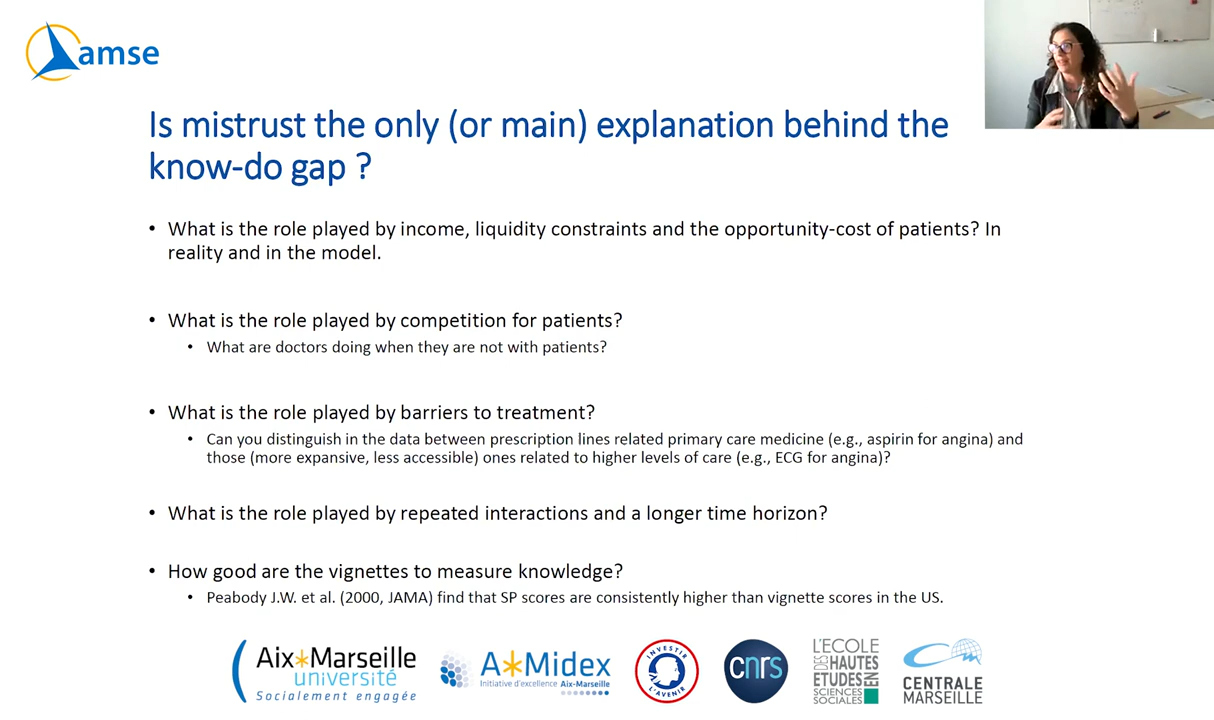 amse
Is mistrust the only (or main) explanation behind the
know-do gap ?
• What is the role played by income, liquidity constraints and the opportunity-cost of patients? In
reality and in the model.
• What is the role played by competition for patients?
• What are doctors doing when they are not with patients?
• What is the role played by barriers to treatment?
• Can you distinguish in the data between prescription lines related primary care medicine (e.g., aspirin for angina) and
those (more expansive, less accessible) ones related to higher levels of care (e.g., ECG for angina)?
• What is the role played by repeated interactions and a longer time horizon?
• How good are the vignettes to measure knowledge?
• Peabody J.W. et al. (2000, JAMA) find that SP scores are consistently higher than vignette scores in the US.
Aix*Marseille
université
Socialement engagée
A*Midex
Initiative d'excellence Aix-Marseille
INVESTIR
L'AVENIR
cnrs
L'ECOLE
DES HAUTES
ETUDES EN
SCIENCES
SOCIALES
CENTRALE
MARSEILLE